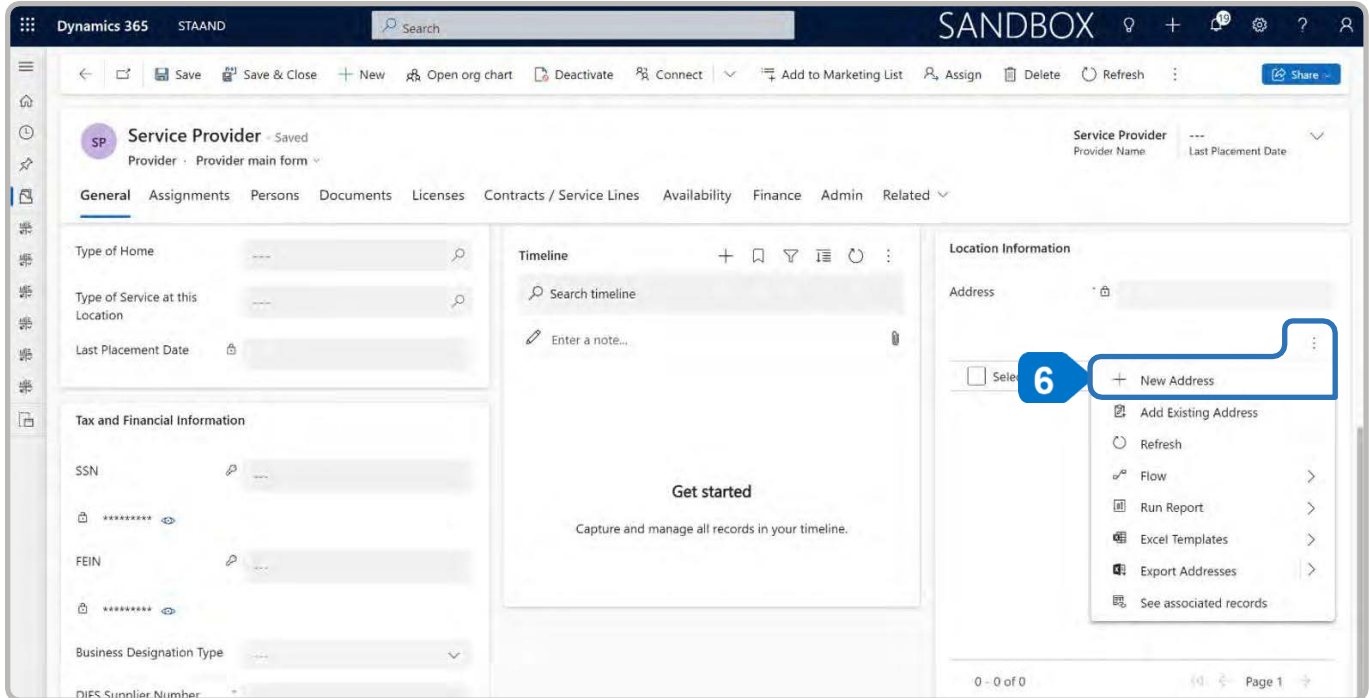 Dynamics 365 STAAND Search SANDBOX 19 ?
Save Save & Close New Open org chart Deactivate Connect Add to Marketing List Assign Delete Refresh Share
SP Service Provider - Saved
Provider · Provider main form
Service Provider
Provider Name
---
Last Placement Date
General Assignments Persons Documents Licenses Contracts / Service Lines Availability Finance Admin Related
Type of Home ---
Type of Service at this Location ---
Last Placement Date
Tax and Financial Information
SSN ---
*********
FEIN ---
*********
Business Designation Type ---
DIFS Supplier Number *
Timeline
Search timeline
Enter a note...
Get started
Capture and manage all records in your timeline.
Location Information
Address *
6
New Address
Add Existing Address
Refresh
Flow
Run Report
Excel Templates
Export Addresses
See associated records
0 - 0 of 0 Page 1